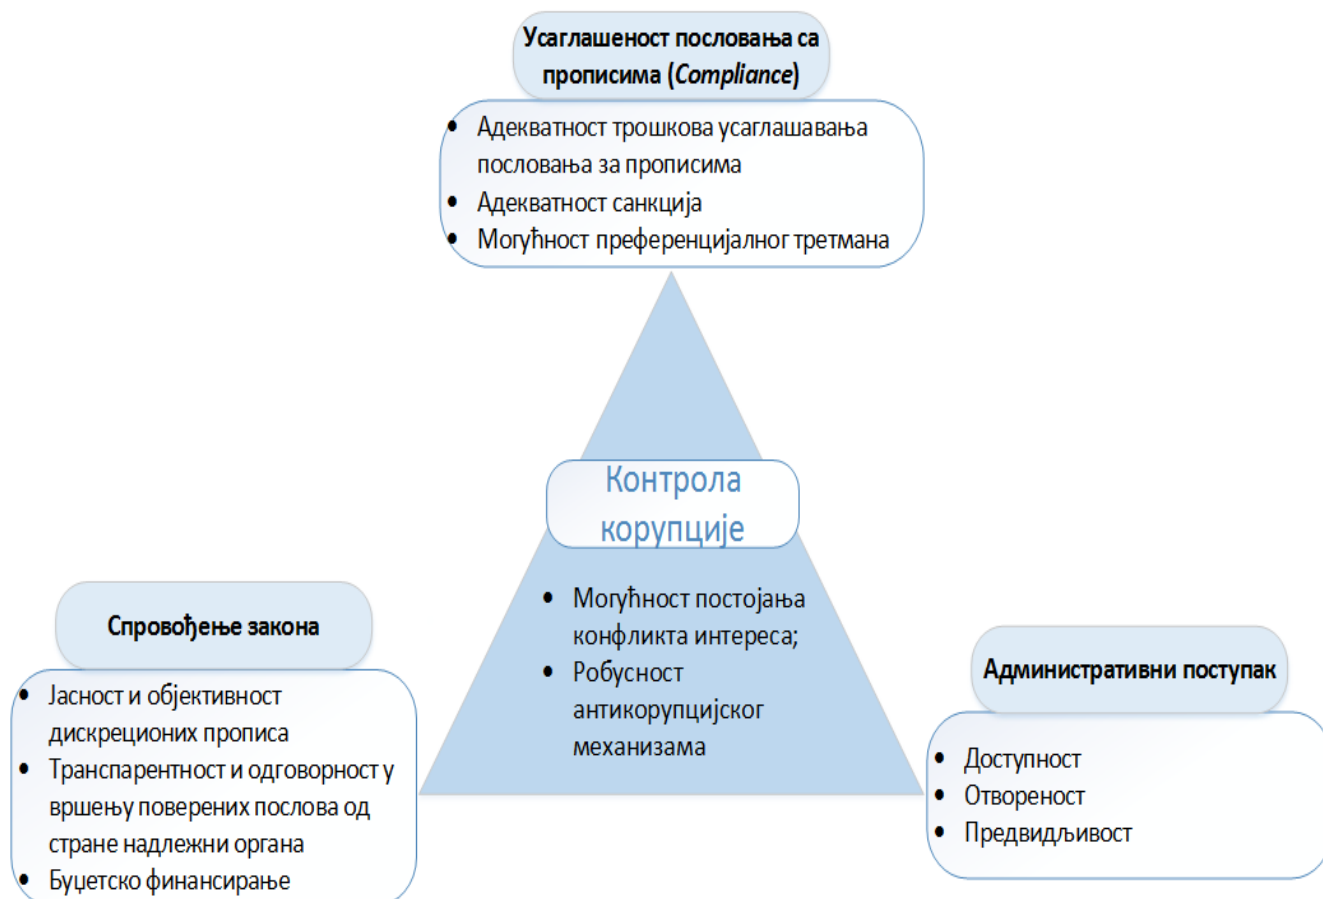 Усаглашеност пословања са
прописима (Compliance)
• Адекватност трошкова усаглашавања
пословања за прописима
• Адекватност санкција
• Могућност преференцијалног третмана
Контрола
корупције
• Могућност постојања
конфликта интереса;
• Робусност
антикорупцијског
механизама
Спровођење закона
• Јасност и објективност
дискреционих прописа
• Транспарентност и одговорност у
вршењу поверених послова од
стране надлежни органа
• Буџетско финансирање
Административни поступак
• Доступност
• Отвореност
• Предвидљивост